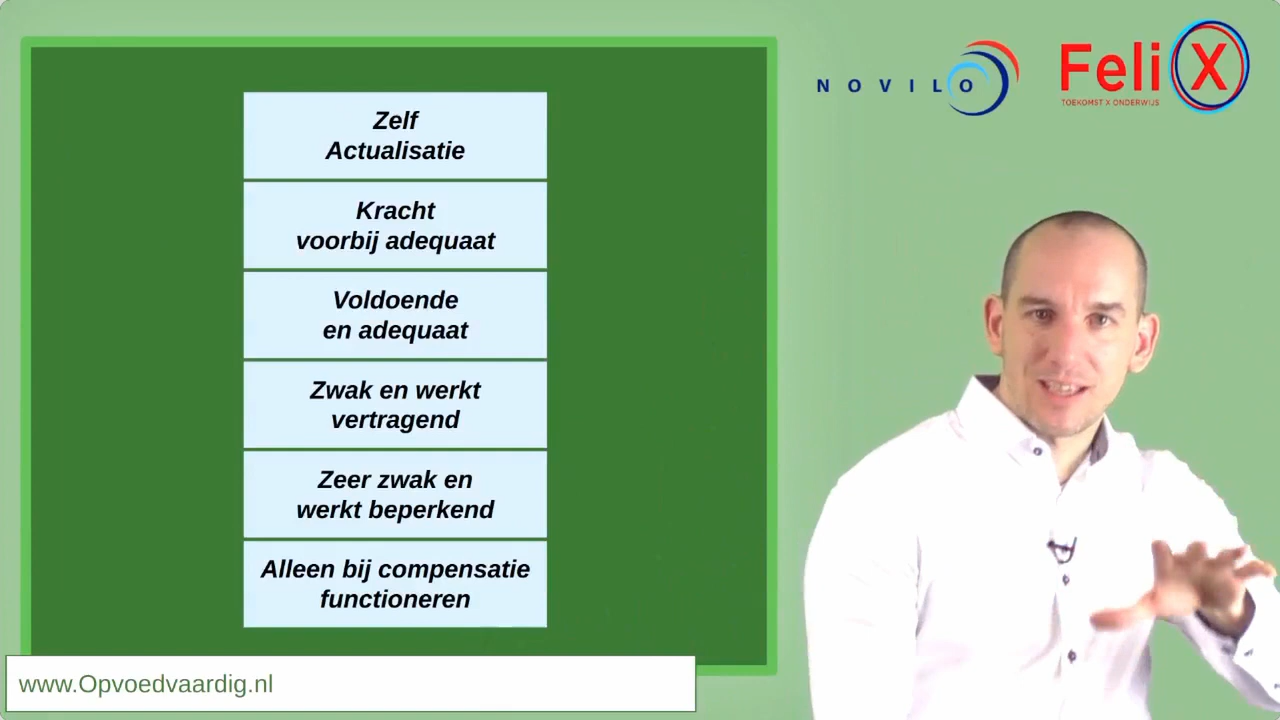 Zelf
Actualisatie
Kracht
voorbij adequaat
Voldoende
en adequaat
Zwak en werkt
vertragend
Zeer zwak en
werkt beperkend
Alleen bij compensatie
functioneren
www.Opvoedvaardig.nl
NOVILO
FeliX
TOEKOMST X ONDERWIJS